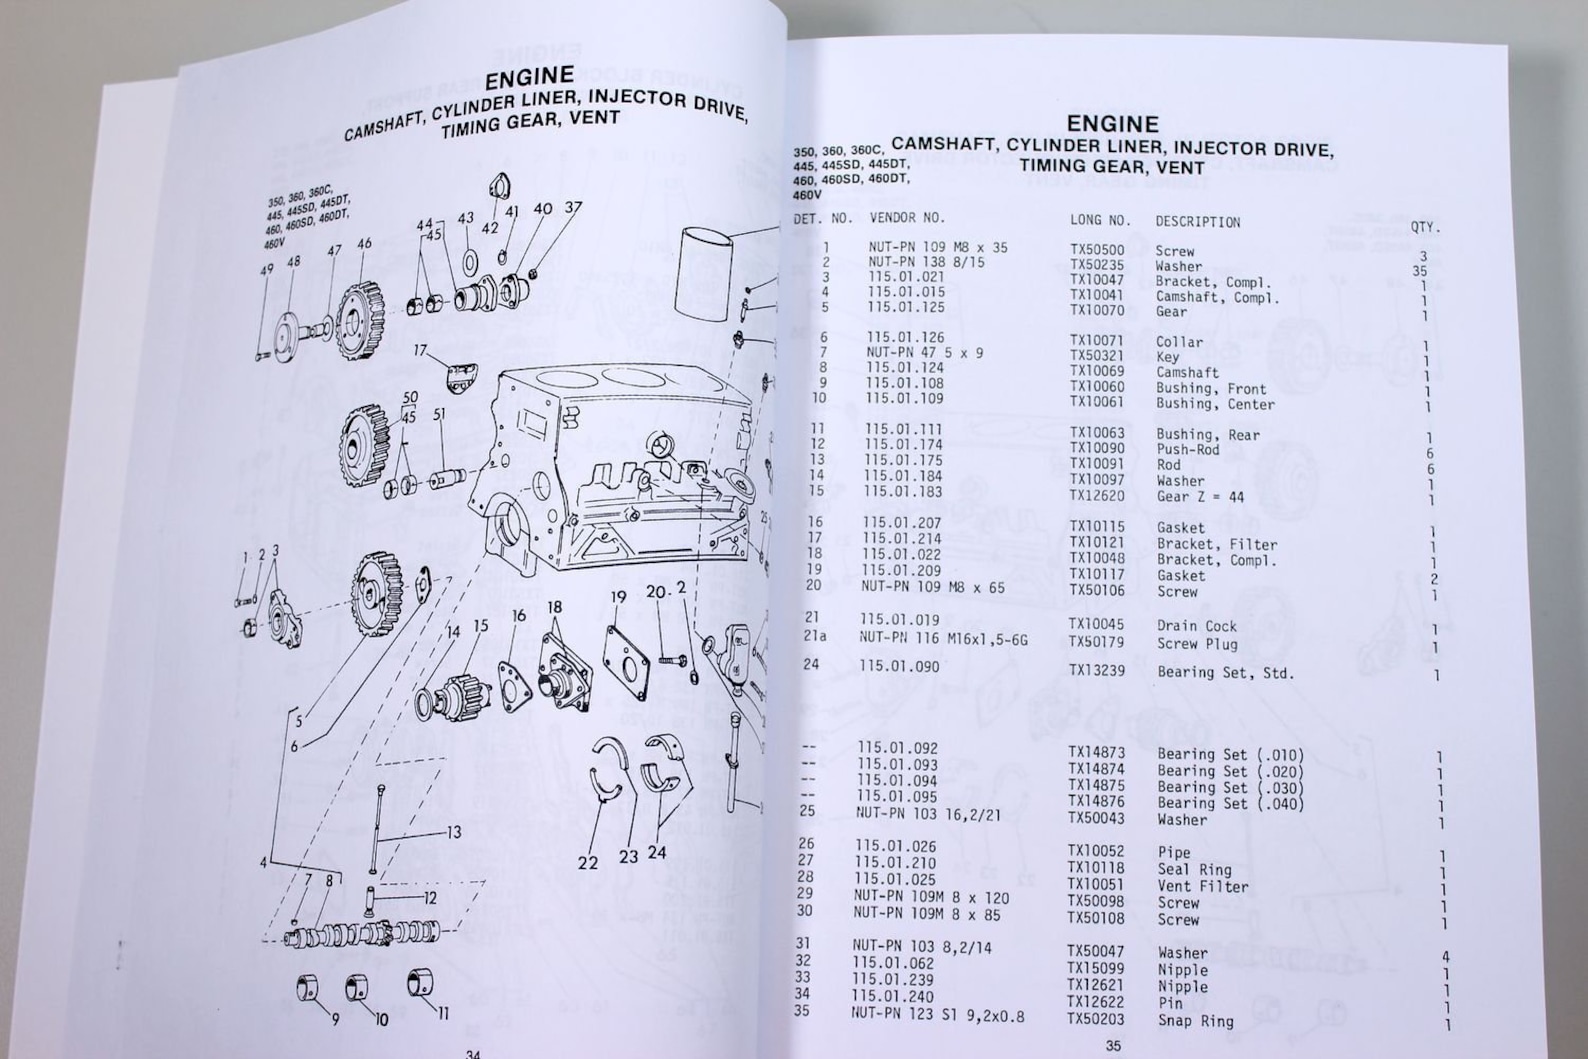 ENGINE
CAMSHAFT, CYLINDER LINER, INJECTOR DRIVE,
TIMING GEAR, VENT
350, 360, 360C,
445, 445SD, 445DT,
460, 460SD, 460DT,
460V
49 48 47 46 44 45 43 42 41 40 37
17
50
45 51
1 2 3
14 15 16 18 19 20 - 2
5
6
22 23 24
13
4
7 8 12
9 10 11
25
34
ENGINE
350, 360, 360C, CAMSHAFT, CYLINDER LINER, INJECTOR DRIVE,
445, 445SD, 445DT, TIMING GEAR, VENT
460, 460SD, 460DT,
460V
DET. NO. VENDOR NO. LONG NO. DESCRIPTION QTY.
1 NUT-PN 109 M8 x 35 TX50500 Screw 3
2 NUT-PN 138 8/15 TX50235 Washer 35
3 115.01.021 TX10047 Bracket, Compl. 1
4 115.01.015 TX10041 Camshaft, Compl. 1
5 115.01.125 TX10070 Gear 1
6 115.01.126 TX10071 Collar 1
7 NUT-PN 47 5 x 9 TX50321 Key 1
8 115.01.124 TX10069 Camshaft 1
9 115.01.108 TX10060 Bushing, Front 1
10 115.01.109 TX10061 Bushing, Center 1
11 115.01.111 TX10063 Bushing, Rear 1
12 115.01.174 TX10090 Push-Rod 6
13 115.01.175 TX10091 Rod 6
14 115.01.184 TX10097 Washer 1
15 115.01.183 TX12620 Gear Z = 44 1
16 115.01.207 TX10115 Gasket 1
17 115.01.214 TX10121 Bracket, Filter 1
18 115.01.022 TX10048 Bracket, Compl. 1
19 115.01.209 TX10117 Gasket 2
20 NUT-PN 109 M8 x 65 TX50106 Screw 1
21 115.01.019 TX10045 Drain Cock 1
21a NUT-PN 116 M16x1,5-6G TX50179 Screw Plug 1
24 115.01.090 TX13239 Bearing Set, Std. 1
-- 115.01.092 TX14873 Bearing Set (.010) 1
-- 115.01.093 TX14874 Bearing Set (.020) 1
-- 115.01.094 TX14875 Bearing Set (.030) 1
-- 115.01.095 TX14876 Bearing Set (.040) 1
25 NUT-PN 103 16,2/21 TX50043 Washer 1
26 115.01.026 TX10052 Pipe 1
27 115.01.210 TX10118 Seal Ring 1
28 115.01.025 TX10051 Vent Filter 1
29 NUT-PN 109M 8 x 120 TX50098 Screw 1
30 NUT-PN 109M 8 x 85 TX50108 Screw 1
31 NUT-PN 103 8,2/14 TX50047 Washer 4
32 115.01.062 TX15099 Nipple 1
33 115.01.239 TX12621 Nipple 1
34 115.01.240 TX12622 Pin 1
35 NUT-PN 123 S1 9,2x0.8 TX50203 Snap Ring 1
35